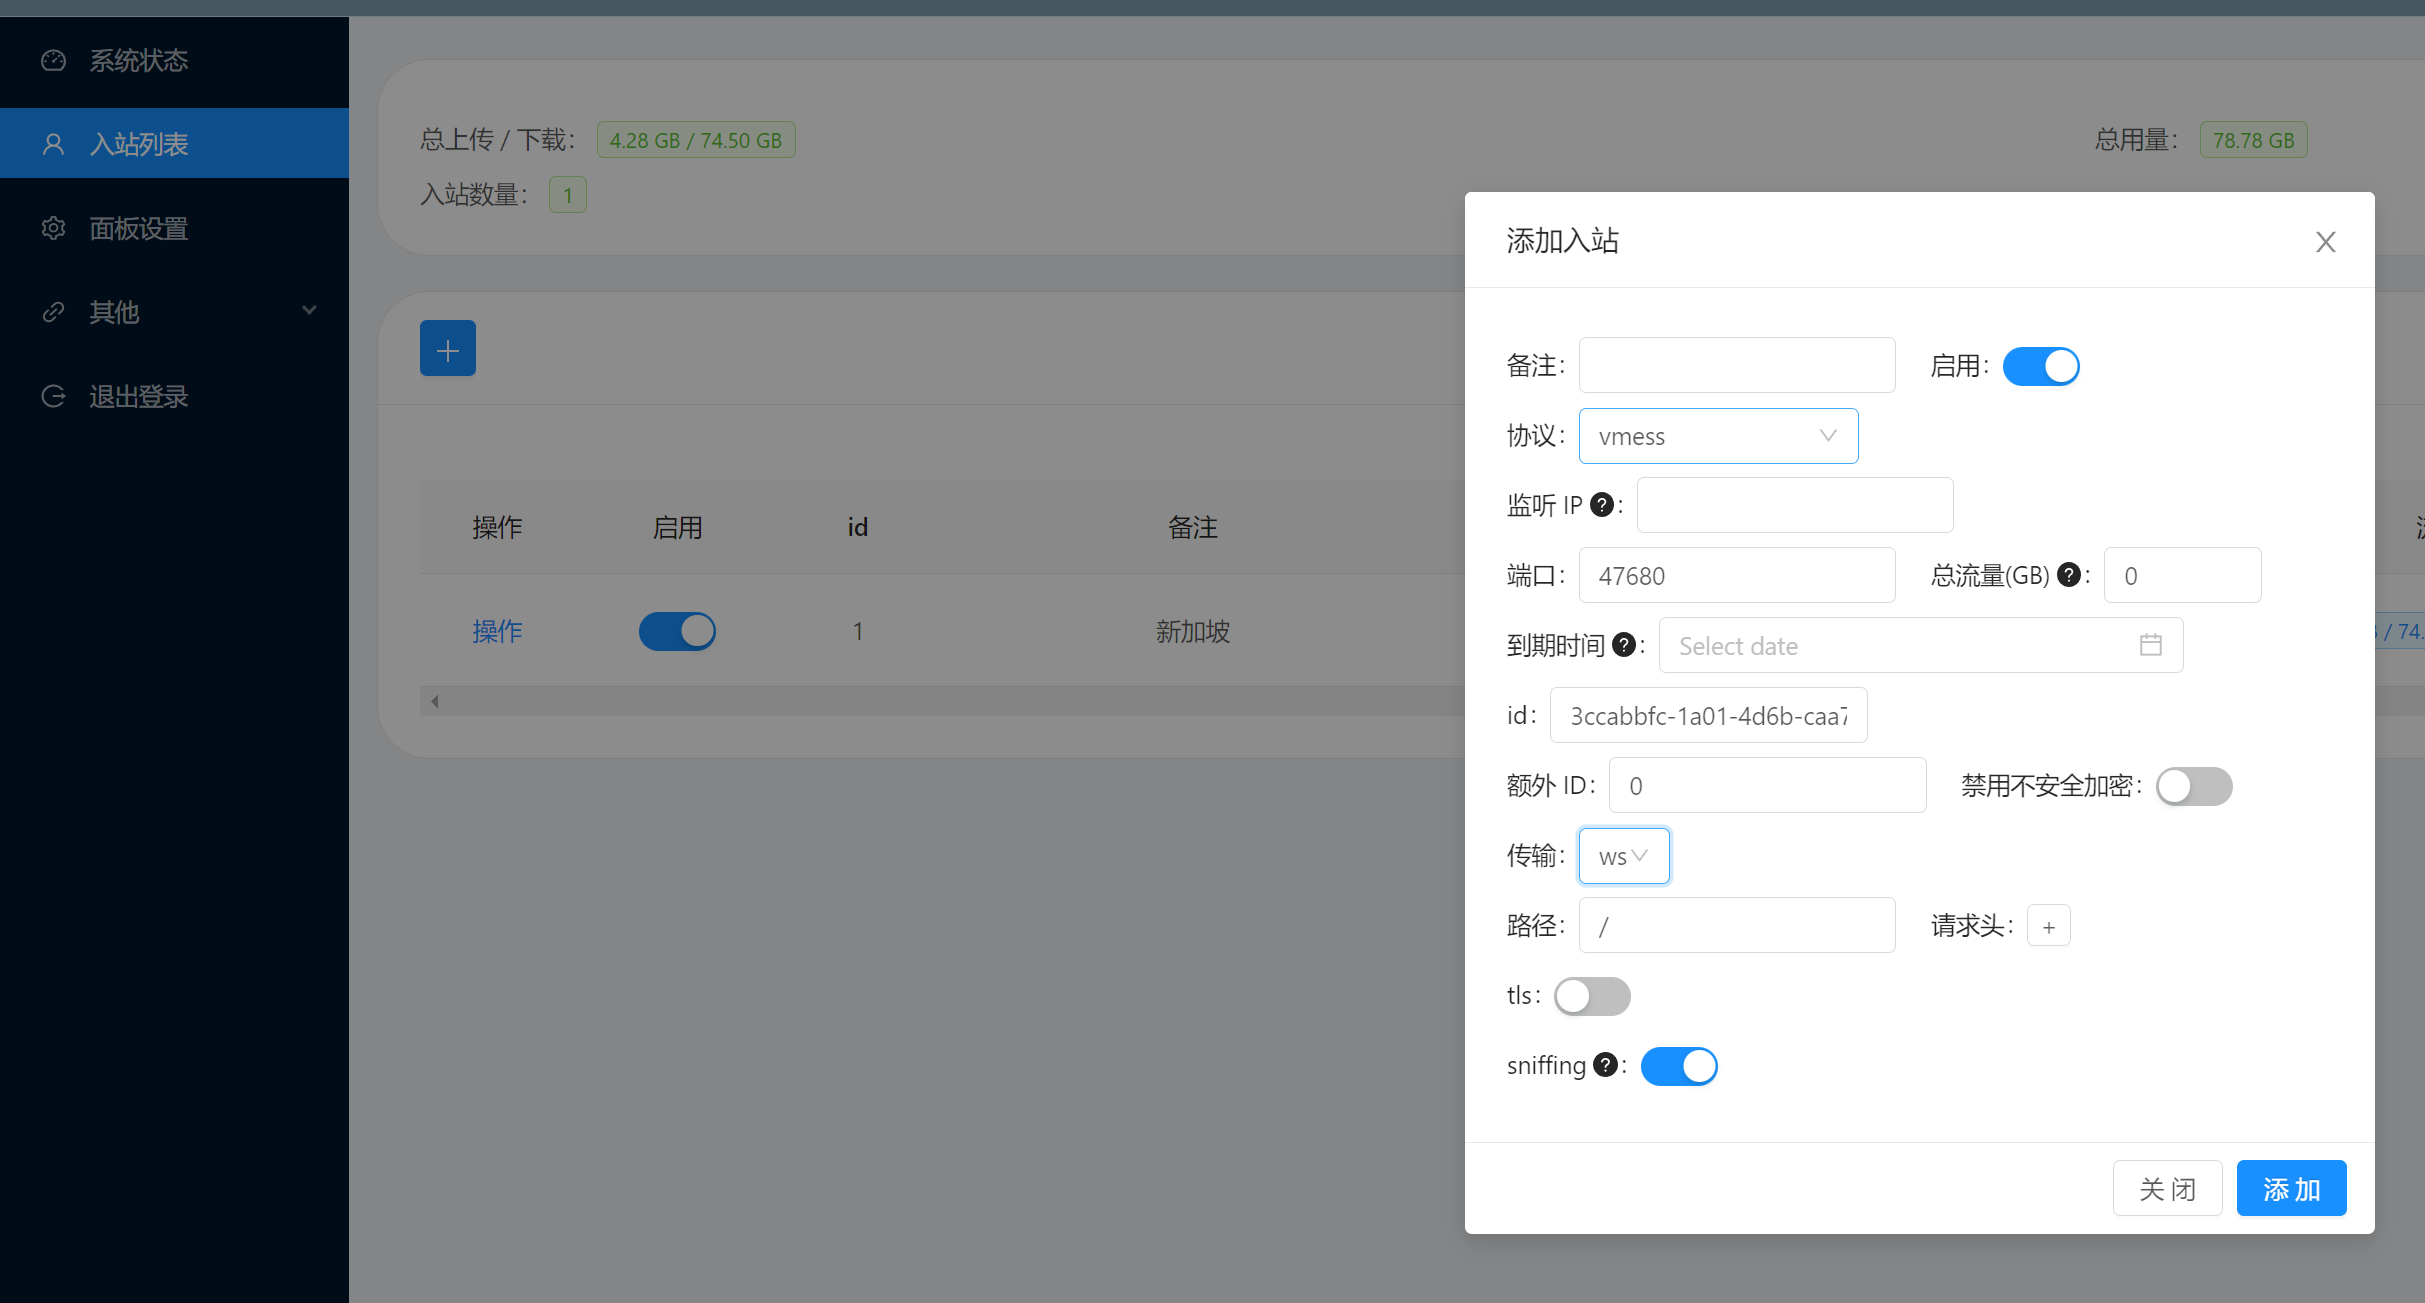 系统状态
入站列表
面板设置
其他
退出登录
总上传 / 下载: 4.28 GB / 74.50 GB
总用量: 78.78 GB
入站数量: 1
操作 启用 id 备注
操作 1 新加坡
/ 74.
添加入站
备注:
启用:
协议: vmess
监听 IP ?:
端口: 47680
总流量(GB) ?: 0
到期时间 ?: Select date
id: 3ccabbfc-1a01-4d6b-caa7
额外 ID: 0
禁用不安全加密:
传输: ws
路径: /
请求头: +
tls:
sniffing ?:
关 闭
添 加